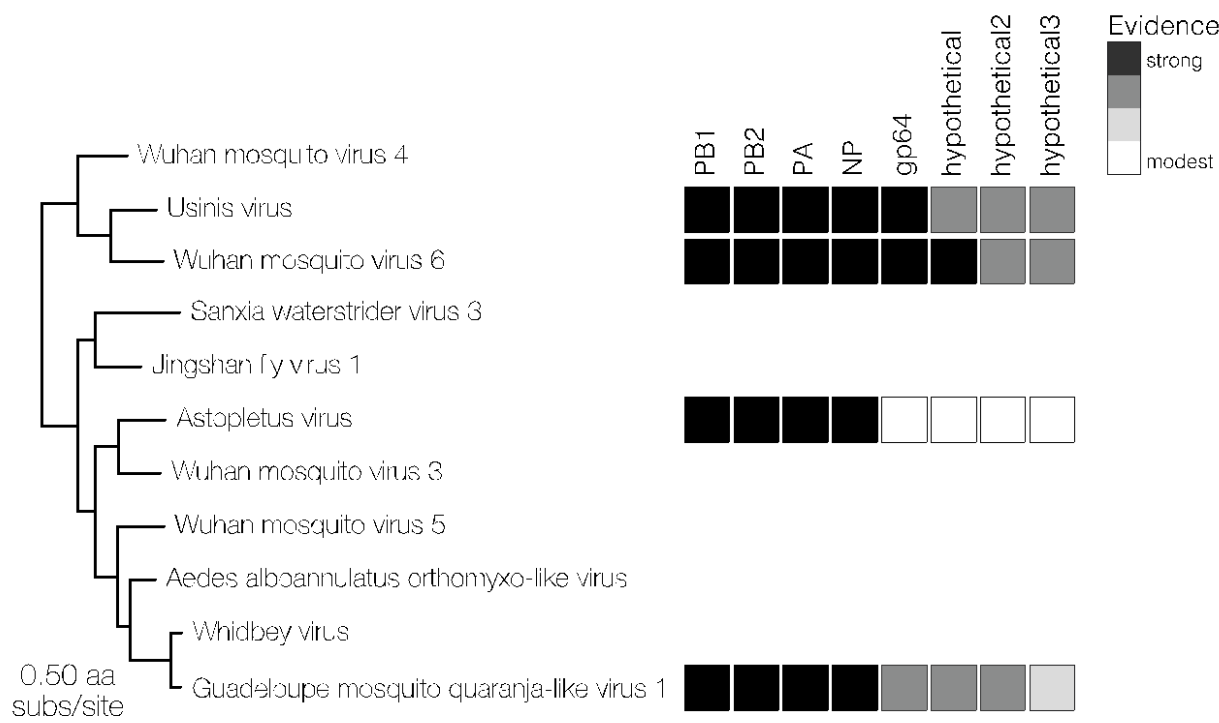 Evidence
strong
modest
PB1
PB2
PA
NP
gp64
hypothetical
hypothetical2
hypothetical3
Wuhan mosquito virus 4
Usinis virus
Wuhan mosquito virus 6
Sanxia waterstrider virus 3
Jingshan fly virus 1
Astopletus virus
Wuhan mosquito virus 3
Wuhan mosquito virus 5
Aedes alboannulatus orthomyxo-like virus
Whidbey virus
Guadeloupe mosquito quaranja-like virus 1
0.50 aa
subs/site